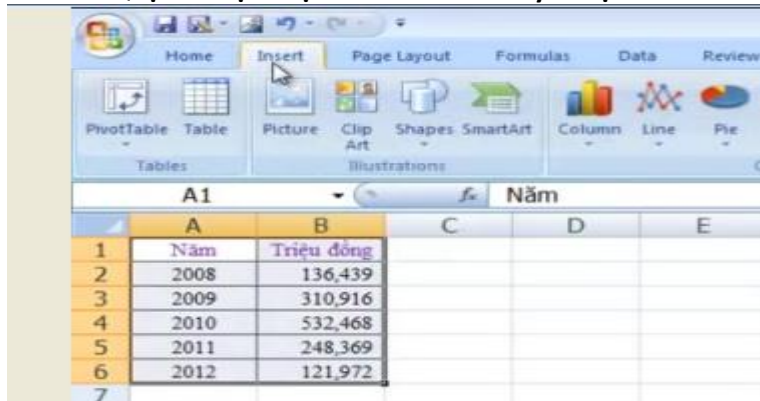 Home Insert Page Layout Formulas Data Review
PivotTable Table Picture Clip Art Shapes SmartArt Column Line Pie
Tables Illustrations
A1 fx Năm
A B C D E
1 Năm Triệu đồng
2 2008 136,439
3 2009 310,916
4 2010 532,468
5 2011 248,369
6 2012 121,972
7